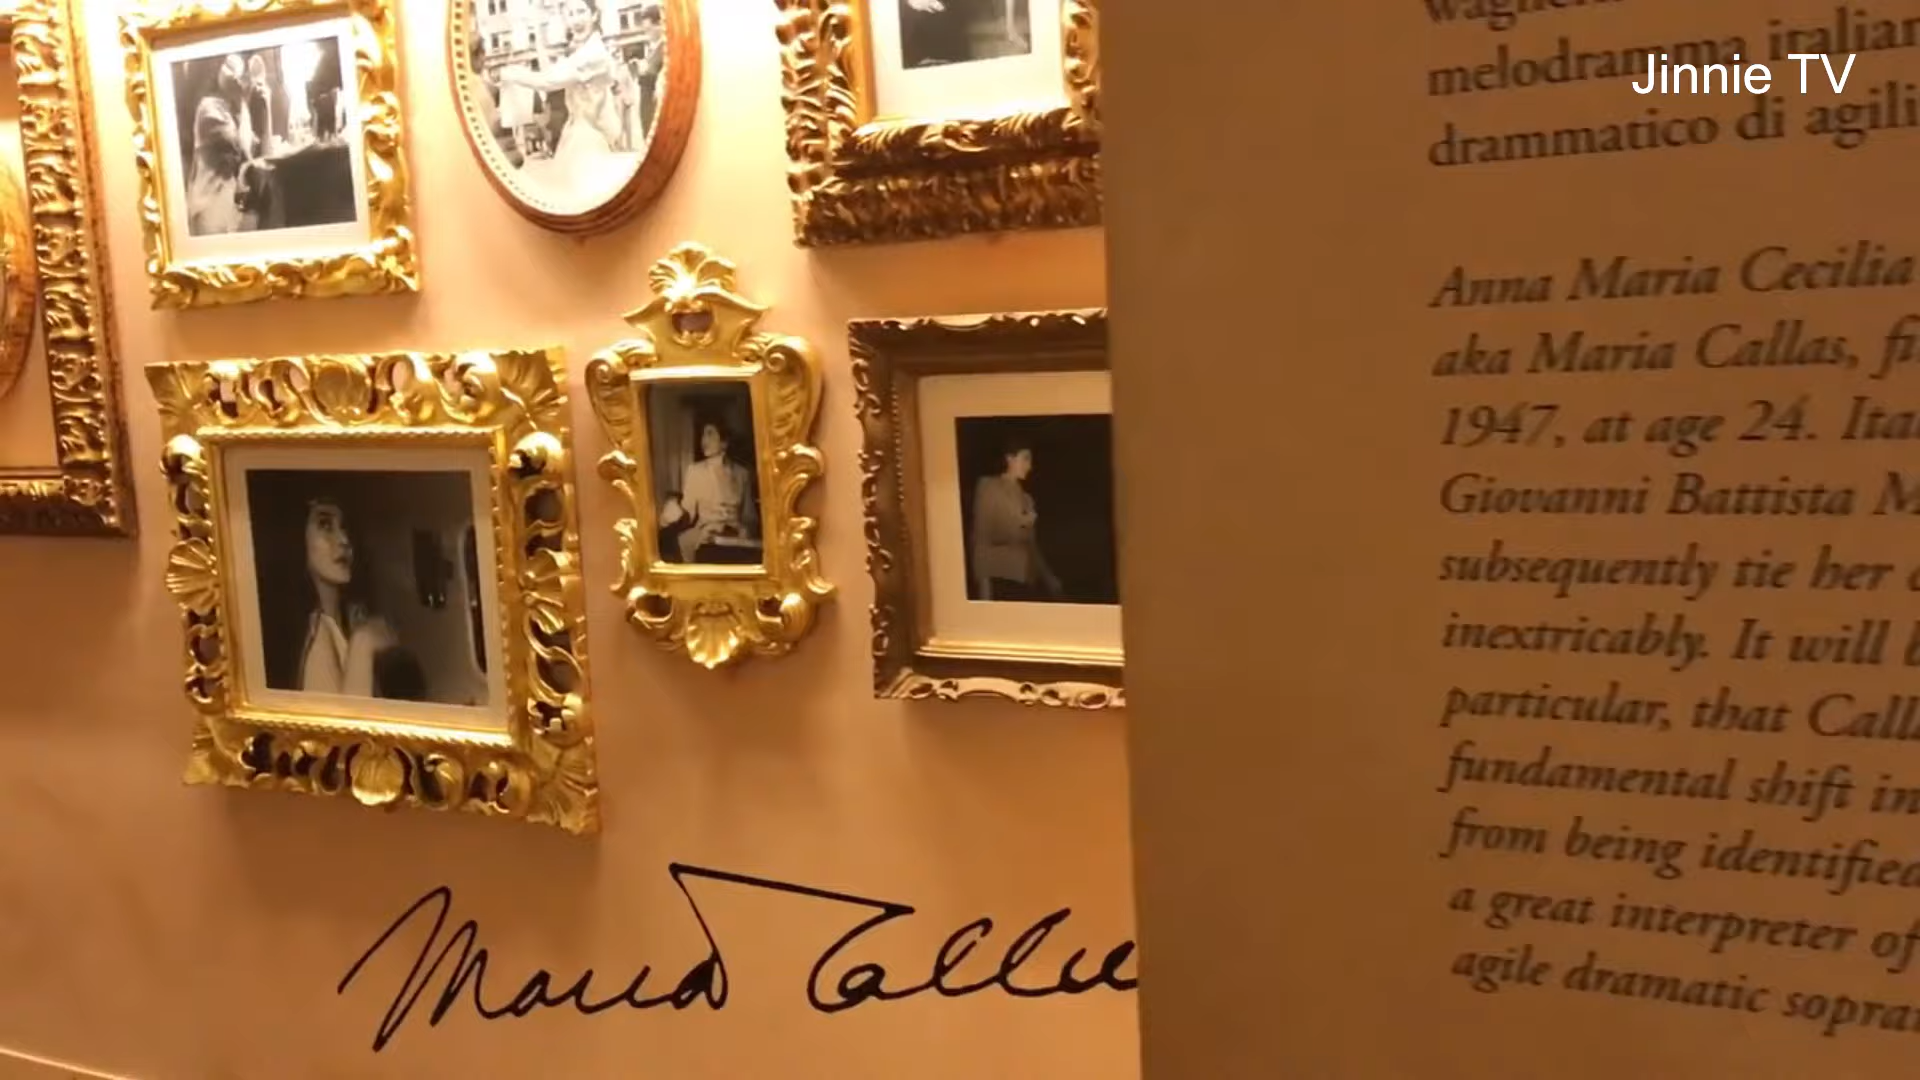 Jinnie TV
melodramma italian
drammatico di agili
Anna Maria Cecilia
aka Maria Callas, fi
1947, at age 24. Ita
Giovanni Battista M
subsequently tie her
inextricably. It will b
particular, that Call
fundamental shift in
from being identified
a great interpreter of
agile dramatic sopra
Maria Calla